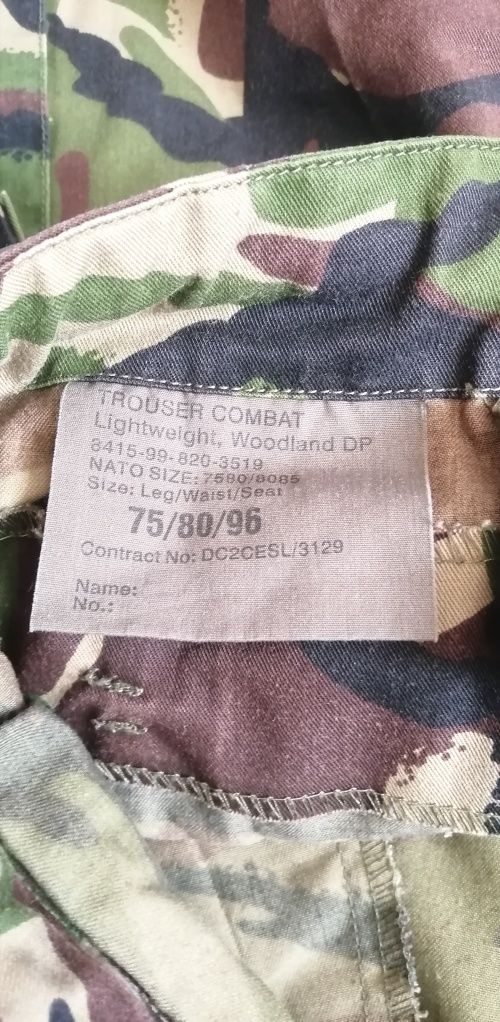 TROUSER COMBAT
Lightweight, Woodland DP
8415-99-820-3519
NATO SIZE: 7580/8085
Size: Leg/Waist/Seat
75/80/96
Contract No: DC2CESL/3129
Name:
No.: